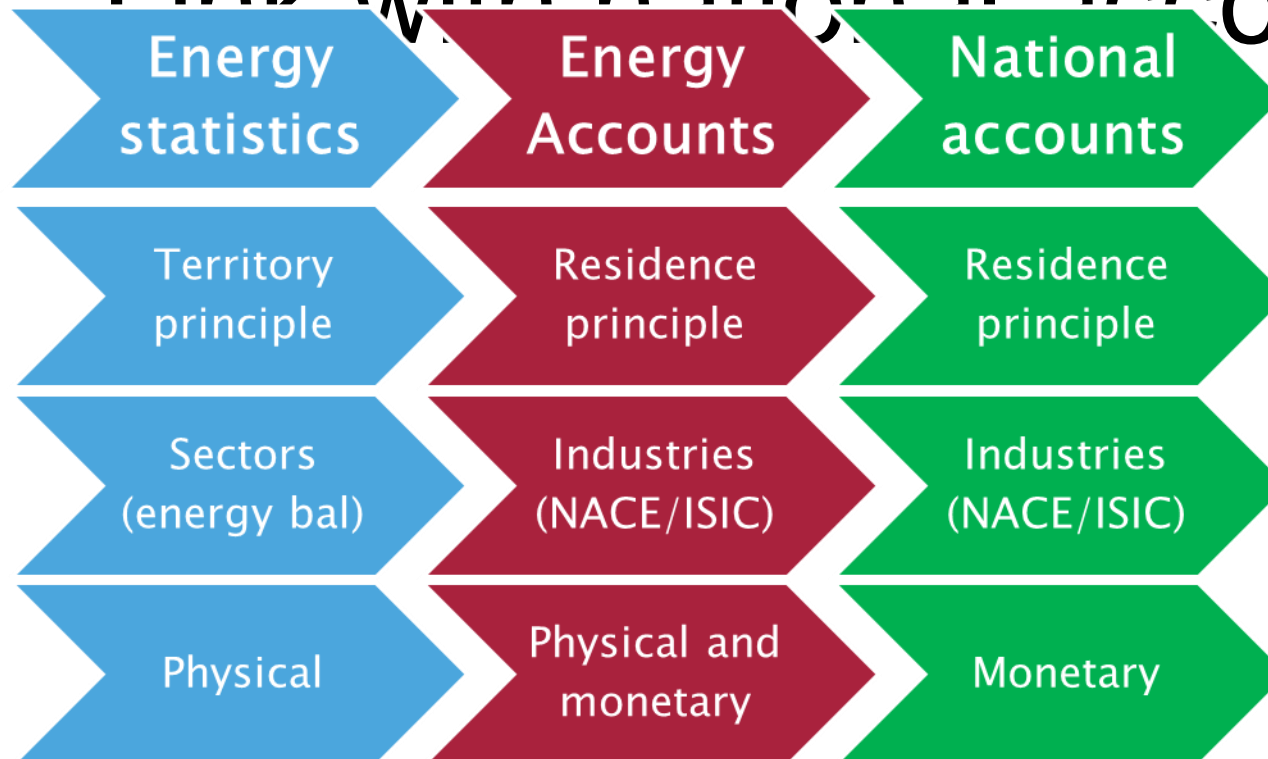 Energy
statistics
Energy
Accounts
National
accounts
Territory
principle
Residence
principle
Residence
principle
Sectors
(energy bal)
Industries
(NACE/ISIC)
Industries
(NACE/ISIC)
Physical
Physical and
monetary
Monetary